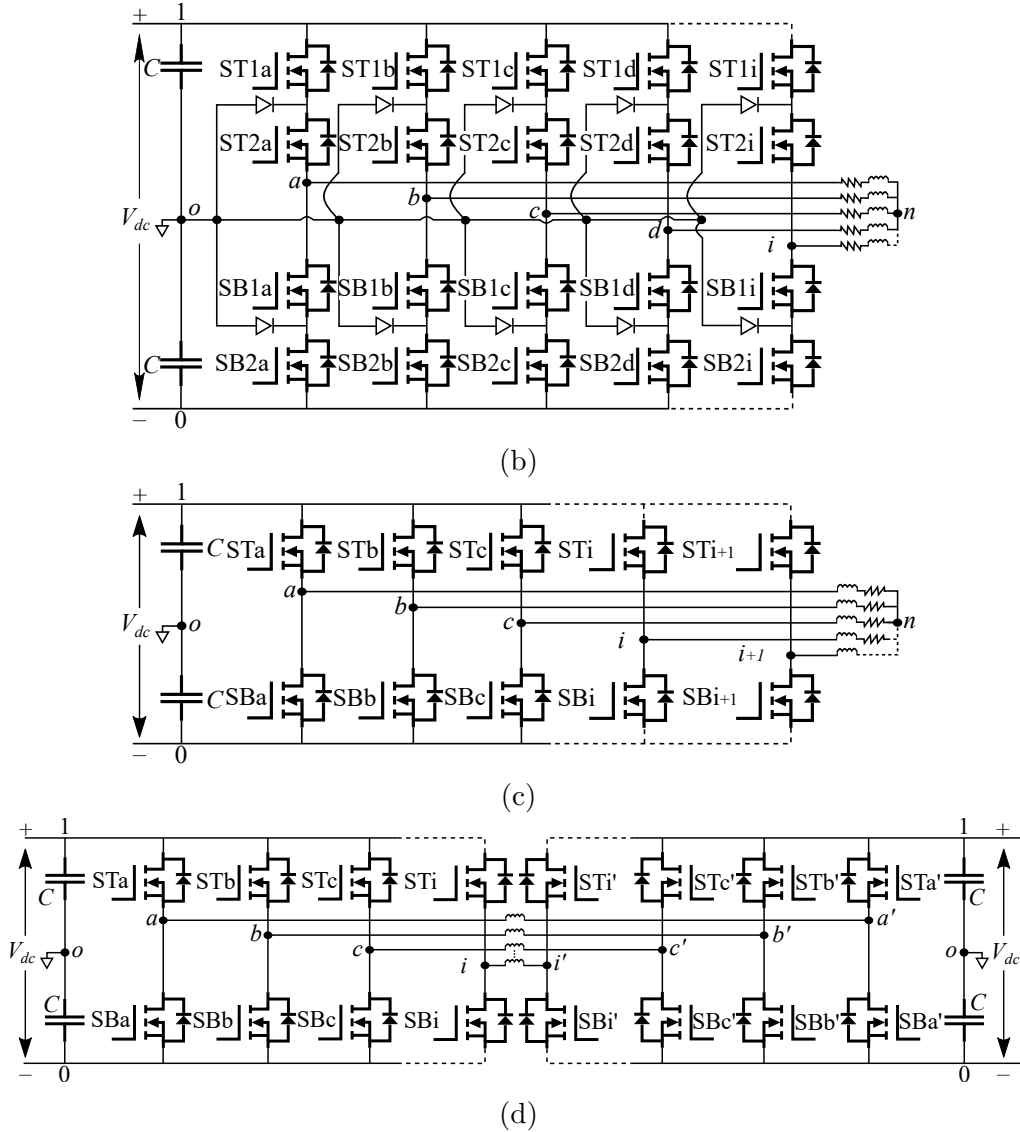 + 1
C ST1a ST1b ST1c ST1d ST1i
ST2a ST2b ST2c ST2d ST2i
a
b
V_dc o c n
d
i
SB1a SB1b SB1c SB1d SB1i
C SB2a SB2b SB2c SB2d SB2i
− 0
(b)
+ 1
C STa STb STc STi STi+1
a
b
V_dc o c n
i
i+1
C SBa SBb SBc SBi SBi+1
− 0
(c)
+ 1 1 +
C STa STb STc STi STi' STc' STb' STa' C
a a'
b b'
V_dc o c c' o V_dc
i i'
C SBa SBb SBc SBi SBi' SBc' SBb' SBa' C
− 0 0 −
(d)